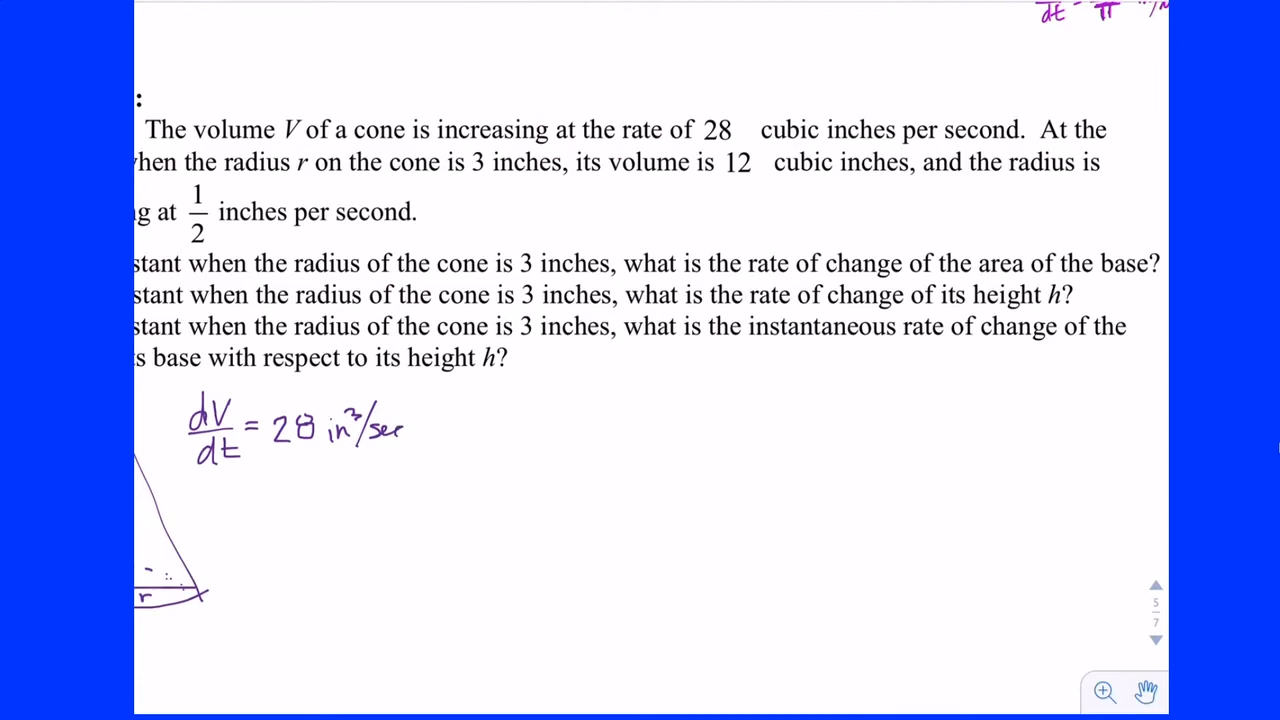 dt = π
:
The volume V of a cone is increasing at the rate of 28 cubic inches per second. At the
when the radius r on the cone is 3 inches, its volume is 12 cubic inches, and the radius is
g at 1/2 inches per second.
stant when the radius of the cone is 3 inches, what is the rate of change of the area of the base?
stant when the radius of the cone is 3 inches, what is the rate of change of its height h?
stant when the radius of the cone is 3 inches, what is the instantaneous rate of change of the
s base with respect to its height h?
dV/dt = 28 in³/sec
r
5
7